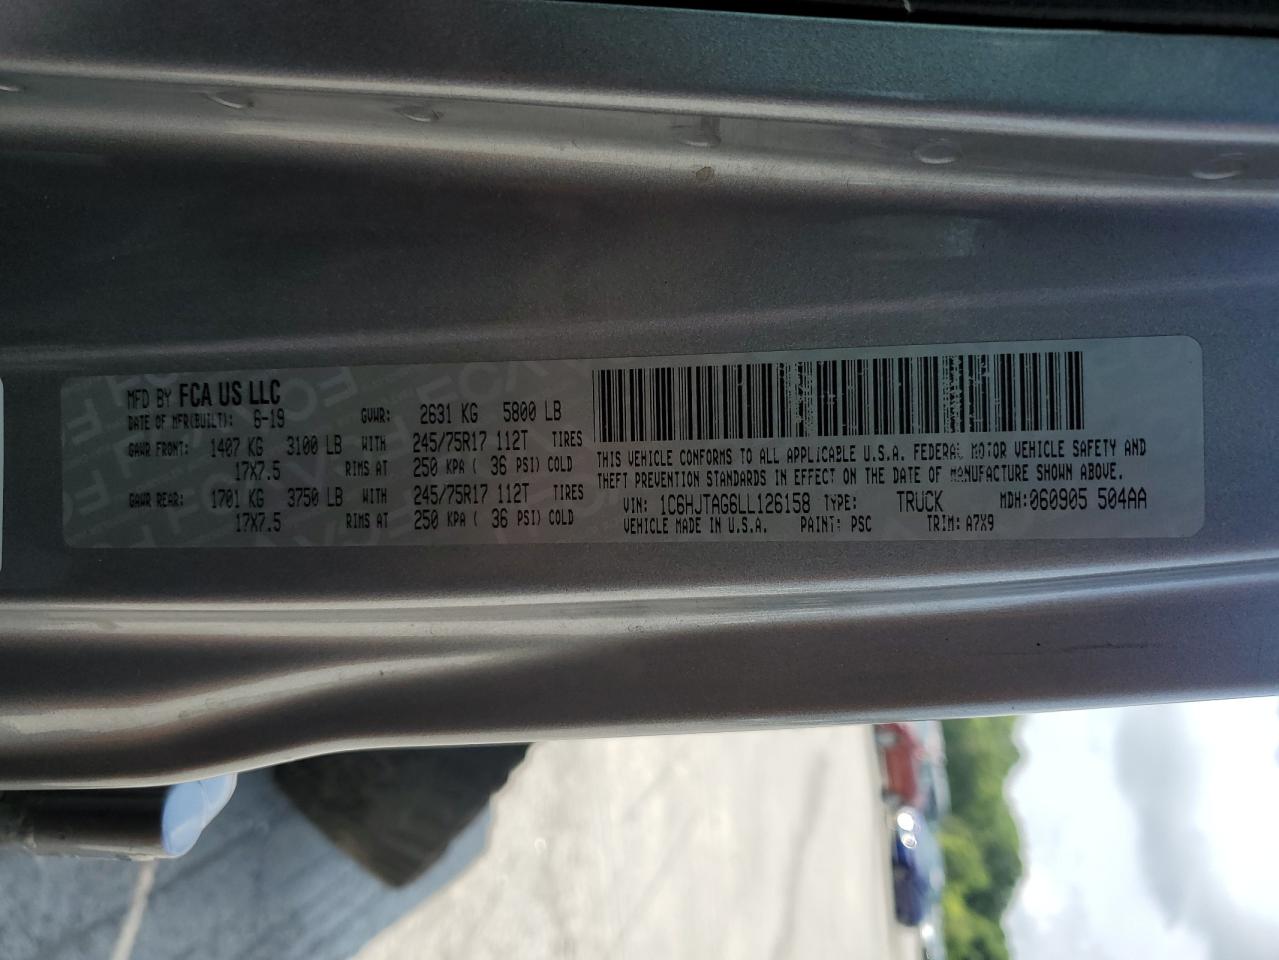 MFD BY FCA US LLC
DATE OF MFR(BUILT): 6-19 GVWR: 2631 KG 5800 LB
GAWR FRONT: 1407 KG 3100 LB WITH 245/75R17 112T TIRES
17X7.5 RIMS AT 250 KPA ( 36 PSI) COLD
GAWR REAR: 1701 KG 3750 LB WITH 245/75R17 112T TIRES
17X7.5 RIMS AT 250 KPA ( 36 PSI) COLD
THIS VEHICLE CONFORMS TO ALL APPLICABLE U.S.A. FEDERAL MOTOR VEHICLE SAFETY AND
THEFT PREVENTION STANDARDS IN EFFECT ON THE DATE OF MANUFACTURE SHOWN ABOVE.
VIN: 1C6HJTAG6LL126158 TYPE: TRUCK MDH: 060905 504AA
VEHICLE MADE IN U.S.A. PAINT: PSC TRIM: A7X9